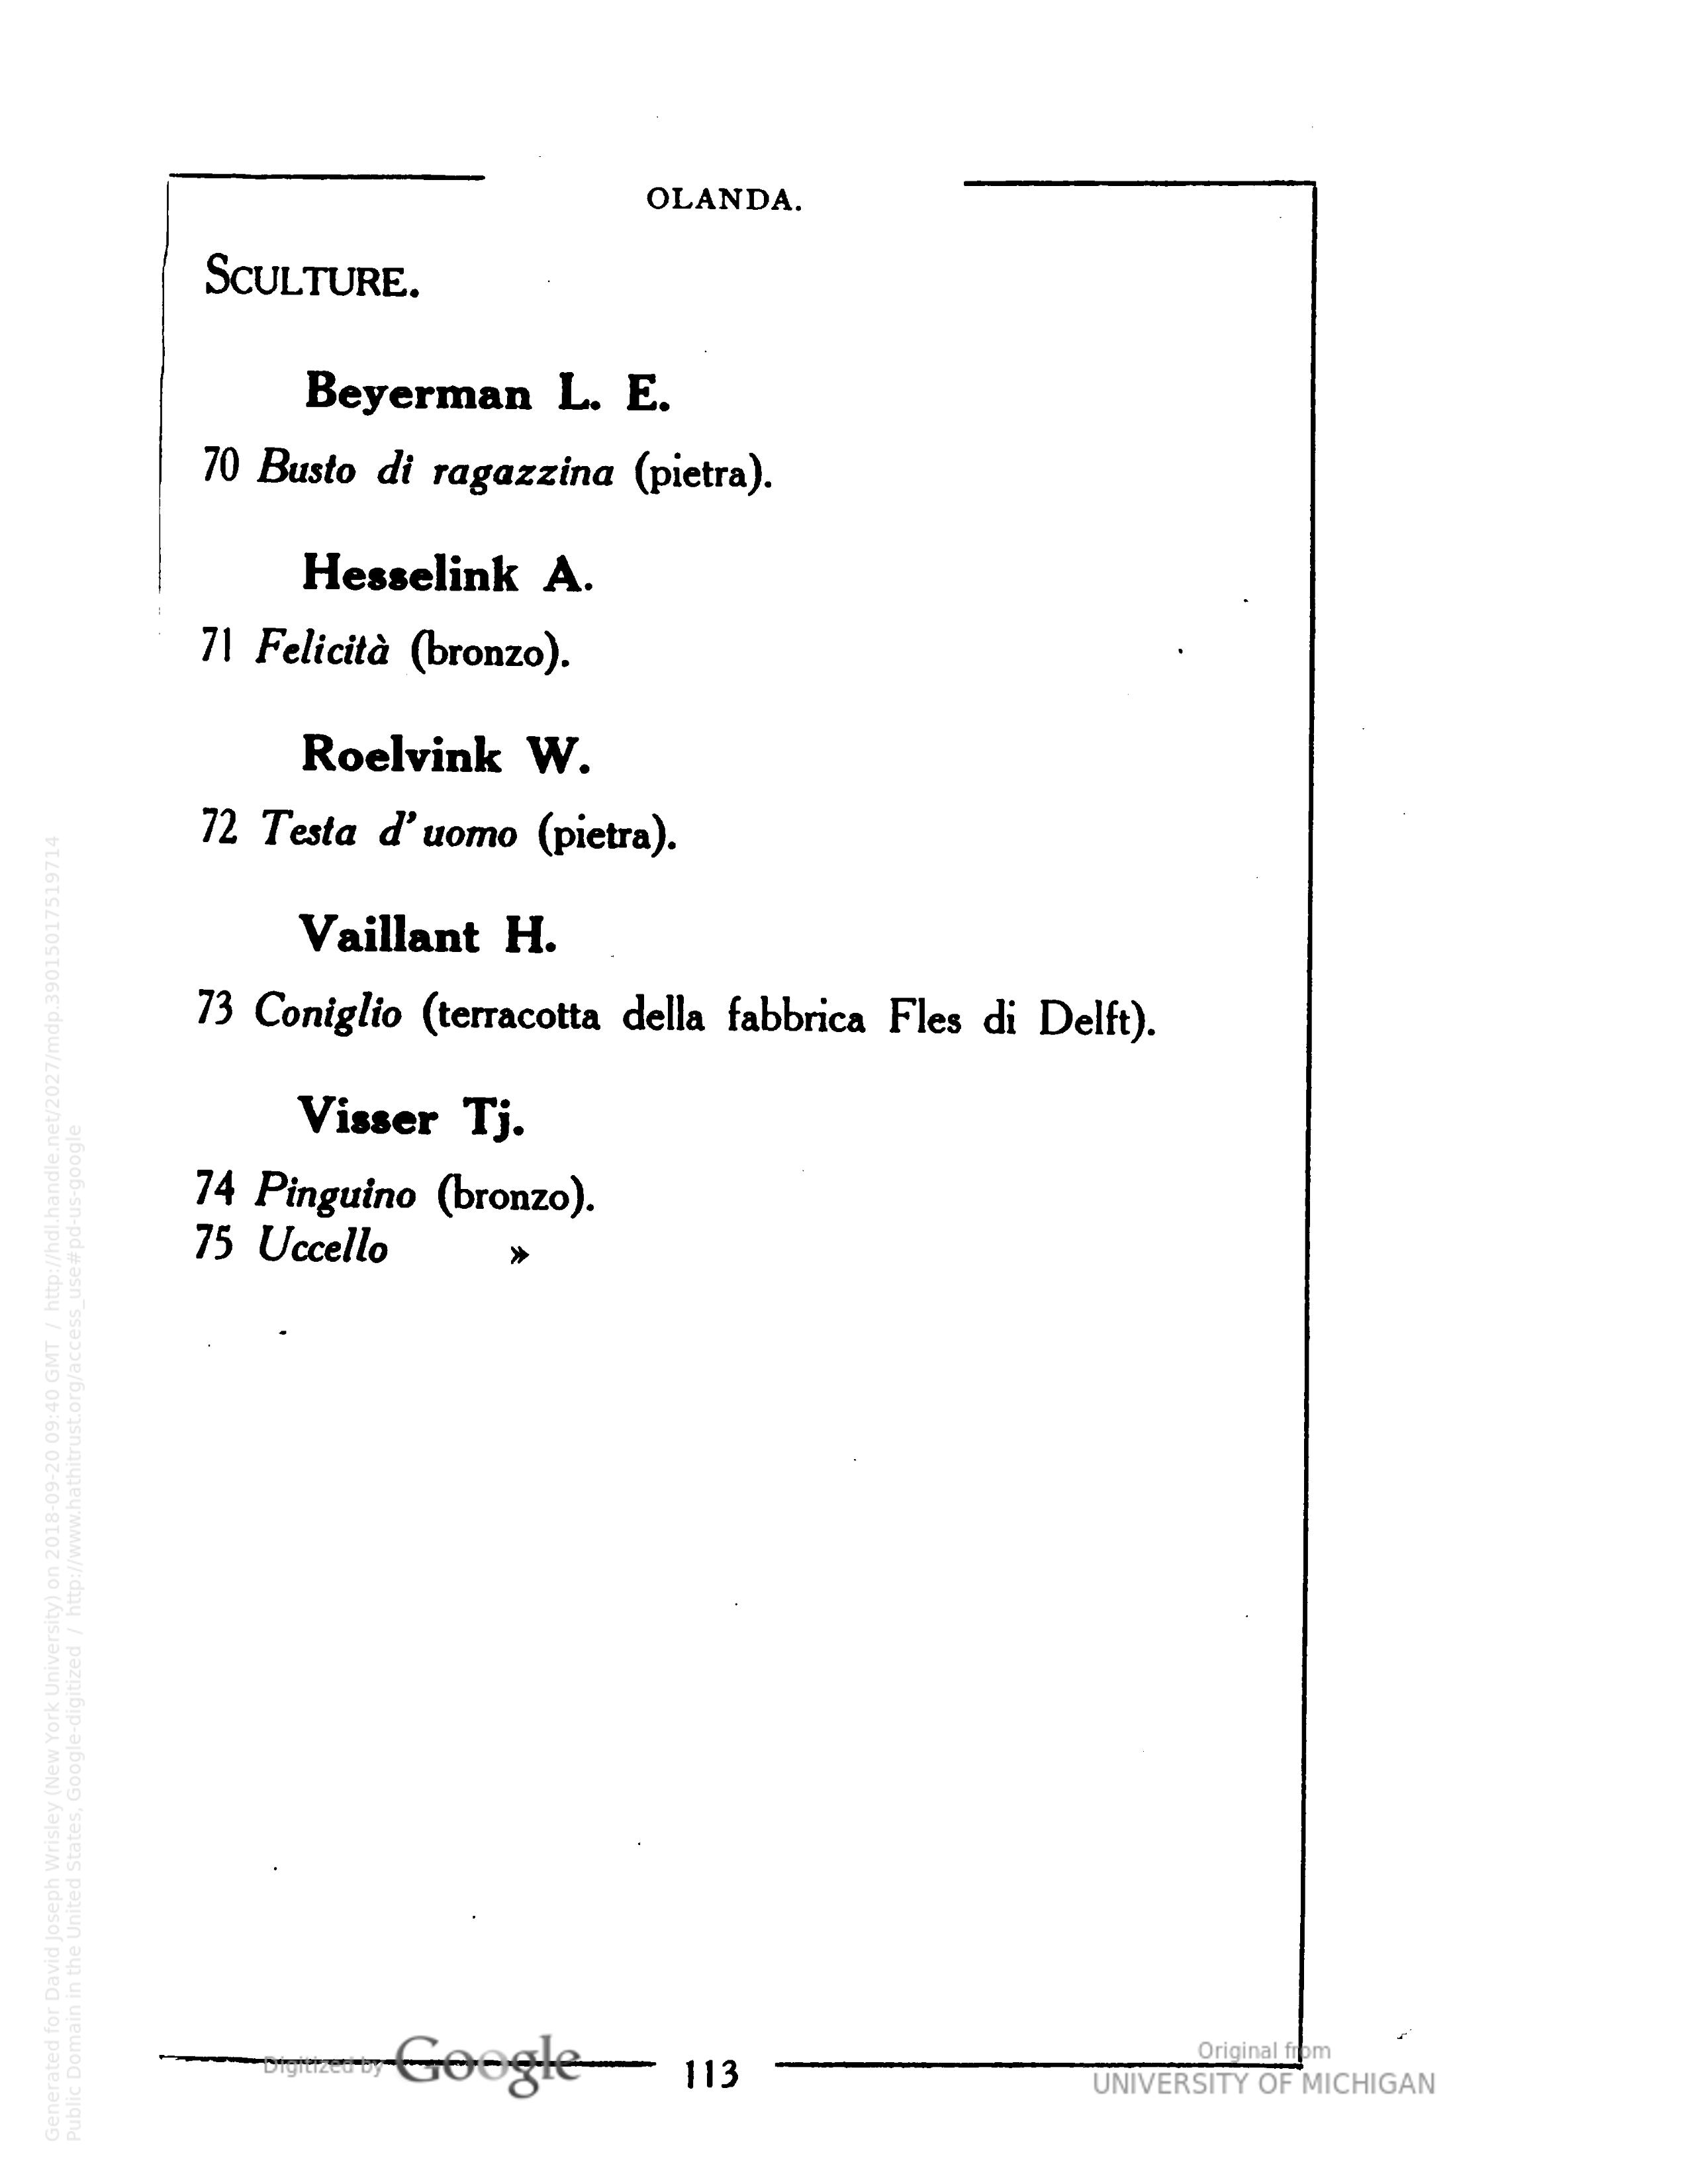 OLANDA.
SCULTURE.
Beyerman L. E.
70 Busto di ragazzina (pietra).
Hesselink A.
71 Felicità (bronzo).
Roelvink W.
72 Testa d' uomo (pietra).
Vaillant H.
73 Coniglio (terracotta della fabbrica Fles di Delft).
Visser Tj.
74 Pinguino (bronzo).
75 Uccello »
113
Digitized by Google
Original from
UNIVERSITY OF MICHIGAN
Generated for David Joseph Wrisley (New York University) on 2018-09-20 09:40 GMT / http://hdl.handle.net/2027/mdp.39015017519714
Public Domain in the United States, Google-digitized / http://www.hathitrust.org/access_use#pd-us-google